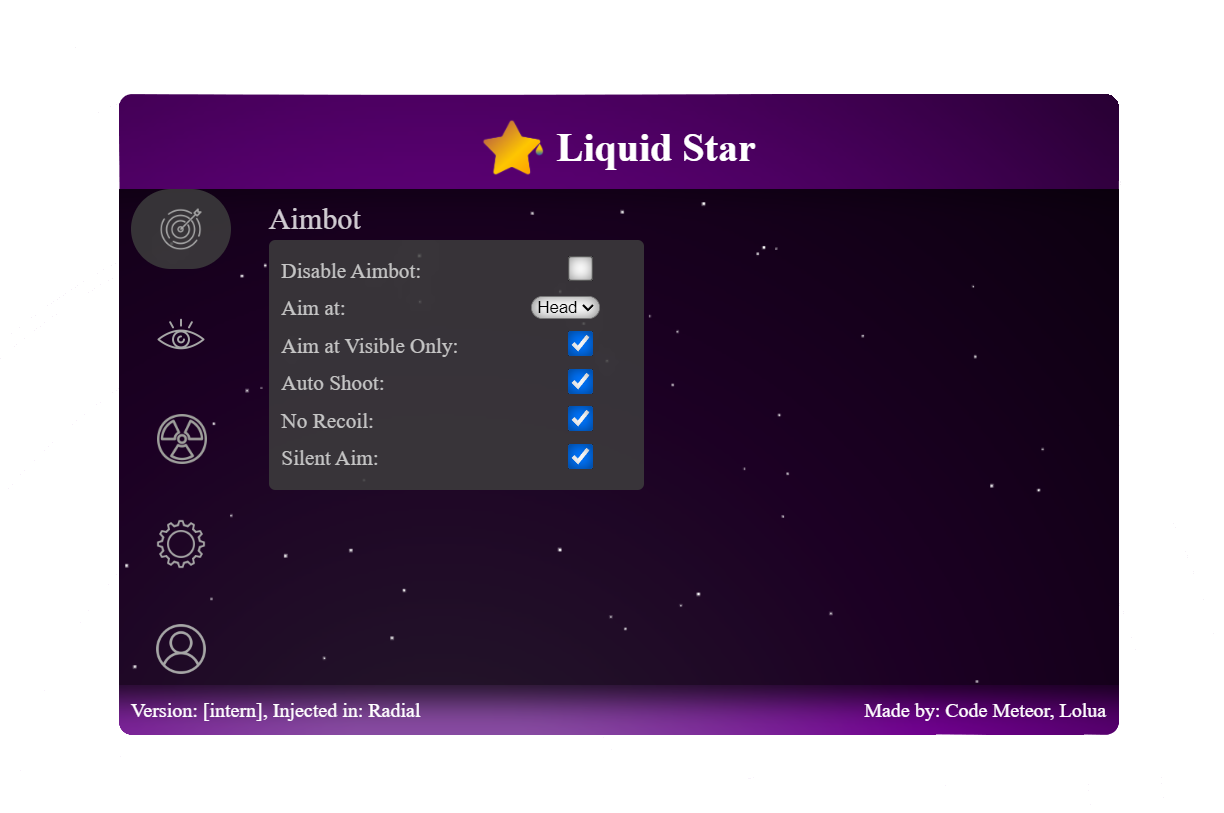 Liquid Star
Aimbot
Disable Aimbot:
Aim at: Head
Aim at Visible Only:
Auto Shoot:
No Recoil:
Silent Aim:
Version: [intern], Injected in: Radial
Made by: Code Meteor, Lolua